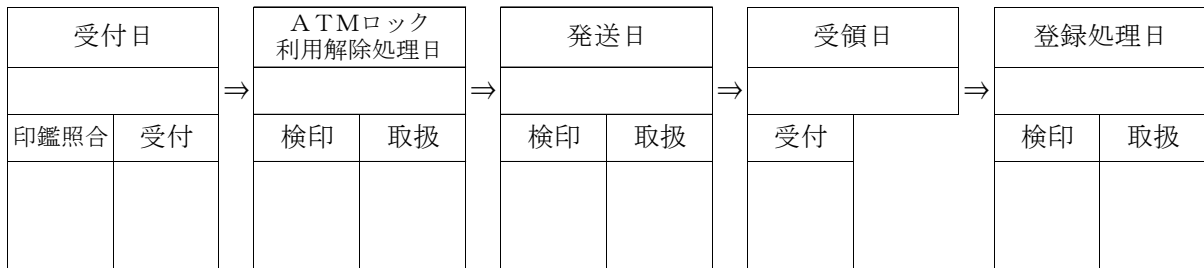 受付日
ＡＴＭロック
利用解除処理日
発送日
受領日
登録処理日
⇒
⇒
⇒
⇒
印鑑照合
受付
検印
取扱
検印
取扱
受付
検印
取扱